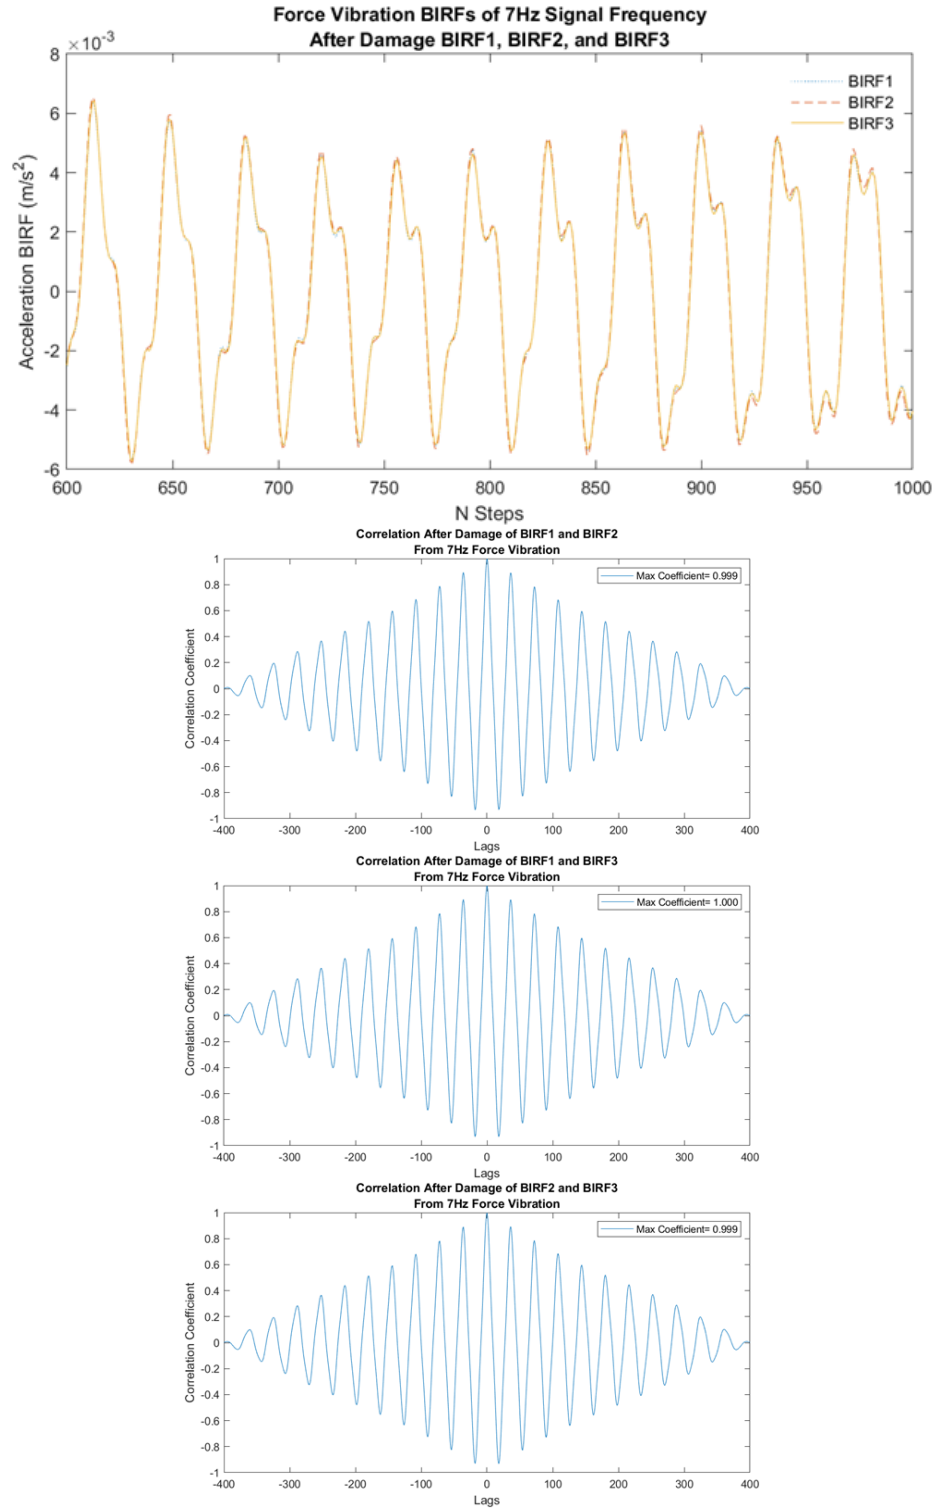 Force Vibration BIRFs of 7Hz Signal Frequency
After Damage BIRF1, BIRF2, and BIRF3
×10⁻³
8
6
4
2
0
-2
-4
-6
Acceleration BIRF (m/s²)
BIRF1
BIRF2
BIRF3
600 650 700 750 800 850 900 950 1000
N Steps
Correlation After Damage of BIRF1 and BIRF2
From 7Hz Force Vibration
1
0.8
0.6
0.4
0.2
0
-0.2
-0.4
-0.6
-0.8
-1
Correlation Coefficient
Max Coefficient= 0.999
-400 -300 -200 -100 0 100 200 300 400
Lags
Correlation After Damage of BIRF1 and BIRF3
From 7Hz Force Vibration
1
0.8
0.6
0.4
0.2
0
-0.2
-0.4
-0.6
-0.8
-1
Correlation Coefficient
Max Coefficient= 1.000
-400 -300 -200 -100 0 100 200 300 400
Lags
Correlation After Damage of BIRF2 and BIRF3
From 7Hz Force Vibration
1
0.8
0.6
0.4
0.2
0
-0.2
-0.4
-0.6
-0.8
-1
Correlation Coefficient
Max Coefficient= 0.999
-400 -300 -200 -100 0 100 200 300 400
Lags